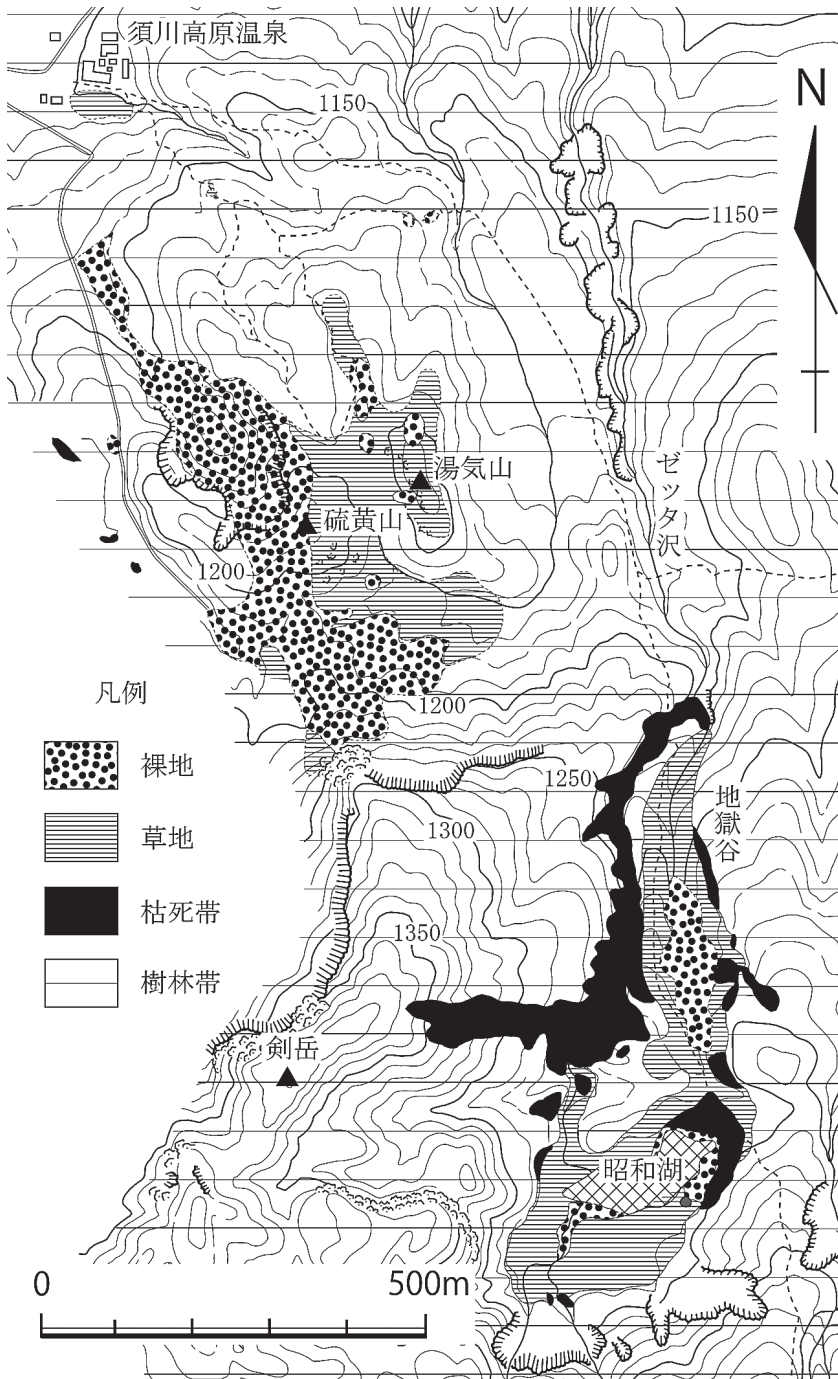 須川高原温泉
1150
N
1150
湯気山
ゼッタ沢
硫黄山
1200
凡例
裸地
草地
枯死帯
樹林帯
1200
1250
1300
地獄谷
1350
剣岳
昭和湖
0
500m